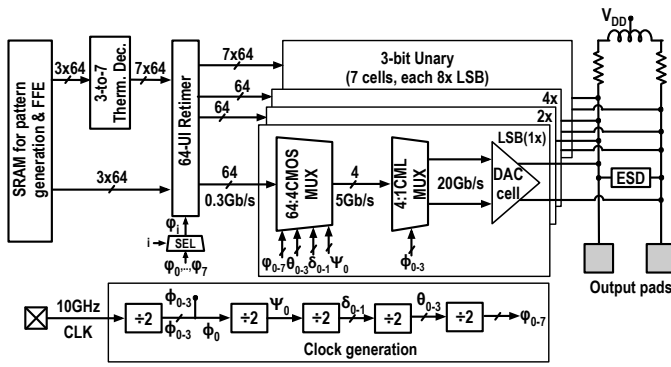 SRAM for pattern
generation & FFE
3x64
3-to-7
Therm. Dec.
7x64
3x64
64-UI Retimer
φi
i
SEL
φ0,..,φ7
7x64
64
64
64
0.3Gb/s
3-bit Unary
(7 cells, each 8x LSB)
4x
2x
LSB(1x)
64:4CMOS
MUX
φ0-7 θ0-3 δ0-1 Ψ0
4
5Gb/s
4:1CML
MUX
ϕ0-3
20Gb/s
DAC
cell
VDD
ESD
Output pads
10GHz
CLK
÷2
ϕ0-3
ϕ0-3
ϕ0
÷2
Ψ0
÷2
δ0-1
÷2
θ0-3
÷2
φ0-7
Clock generation